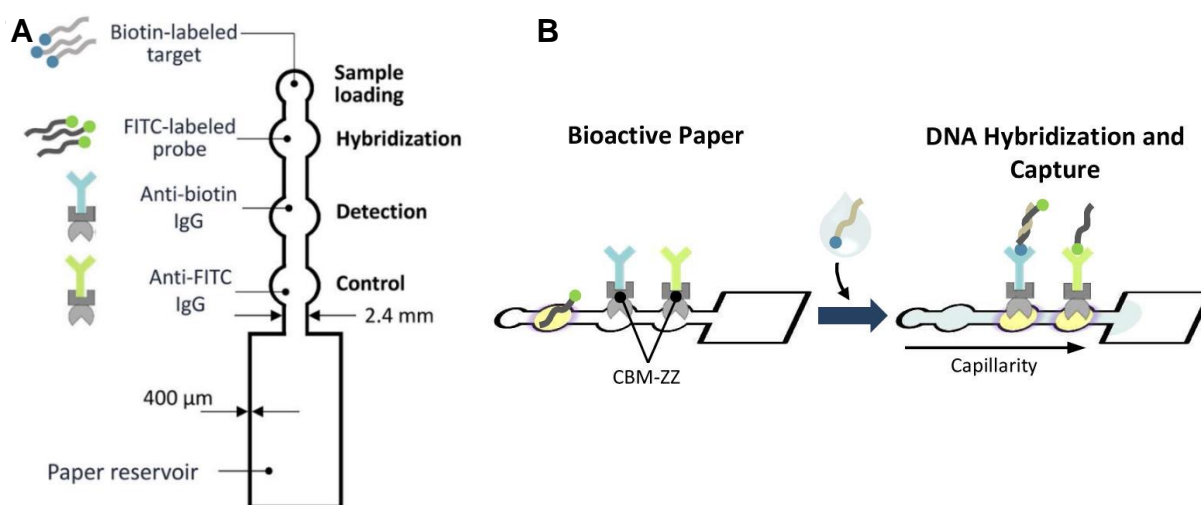 A
Biotin-labeled
target
Sample
loading
FITC-labeled
probe
Hybridization
Anti-biotin
IgG
Detection
Anti-FITC
IgG
Control
2.4 mm
400 µm
Paper reservoir
B
Bioactive Paper
DNA Hybridization and
Capture
CBM-ZZ
Capillarity